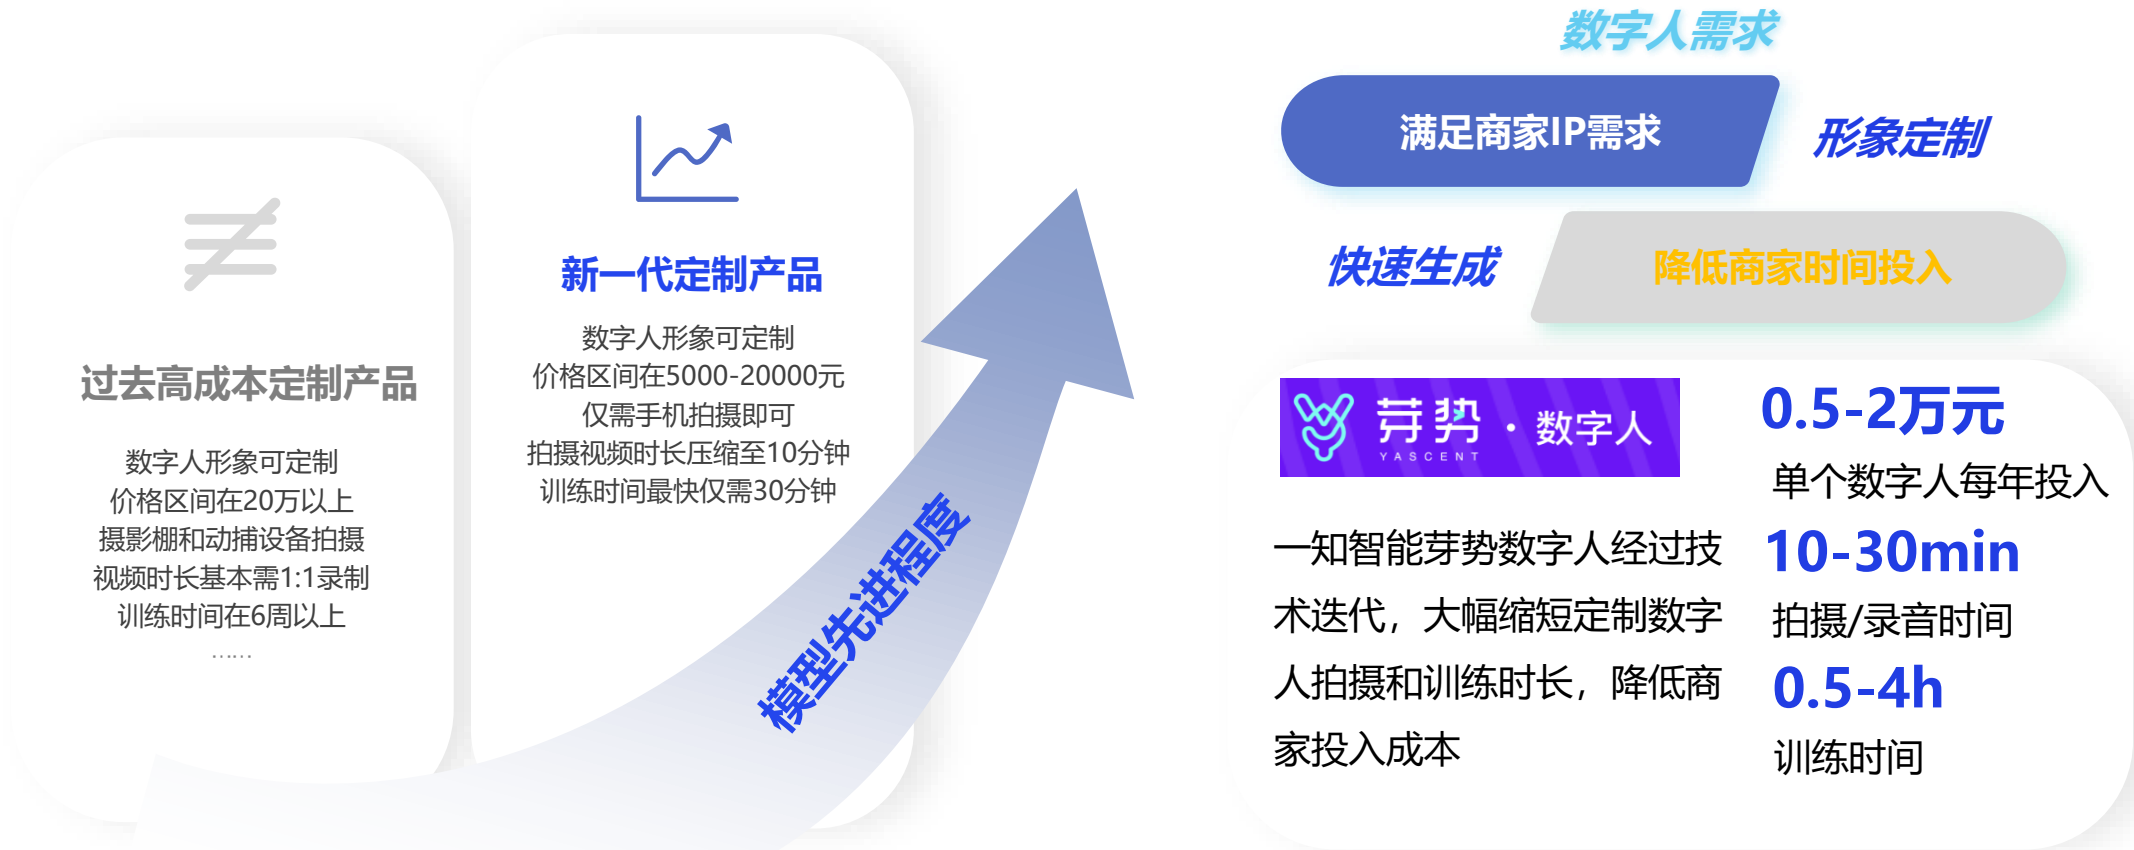 过去高成本定制产品
数字人形象可定制
价格区间在20万以上
摄影棚和动捕设备拍摄
视频时长基本需1:1录制
训练时间在6周以上
……
新一代定制产品
数字人形象可定制
价格区间在5000-20000元
仅需手机拍摄即可
拍摄视频时长压缩至10分钟
训练时间最快仅需30分钟
模型先进程度
数字人需求
满足商家IP需求
形象定制
快速生成
降低商家时间投入
芽势·数字人
YASCENT
一知智能芽势数字人经过技
术迭代，大幅缩短定制数字
人拍摄和训练时长，降低商
家投入成本
0.5-2万元
单个数字人每年投入
10-30min
拍摄/录音时间
0.5-4h
训练时间